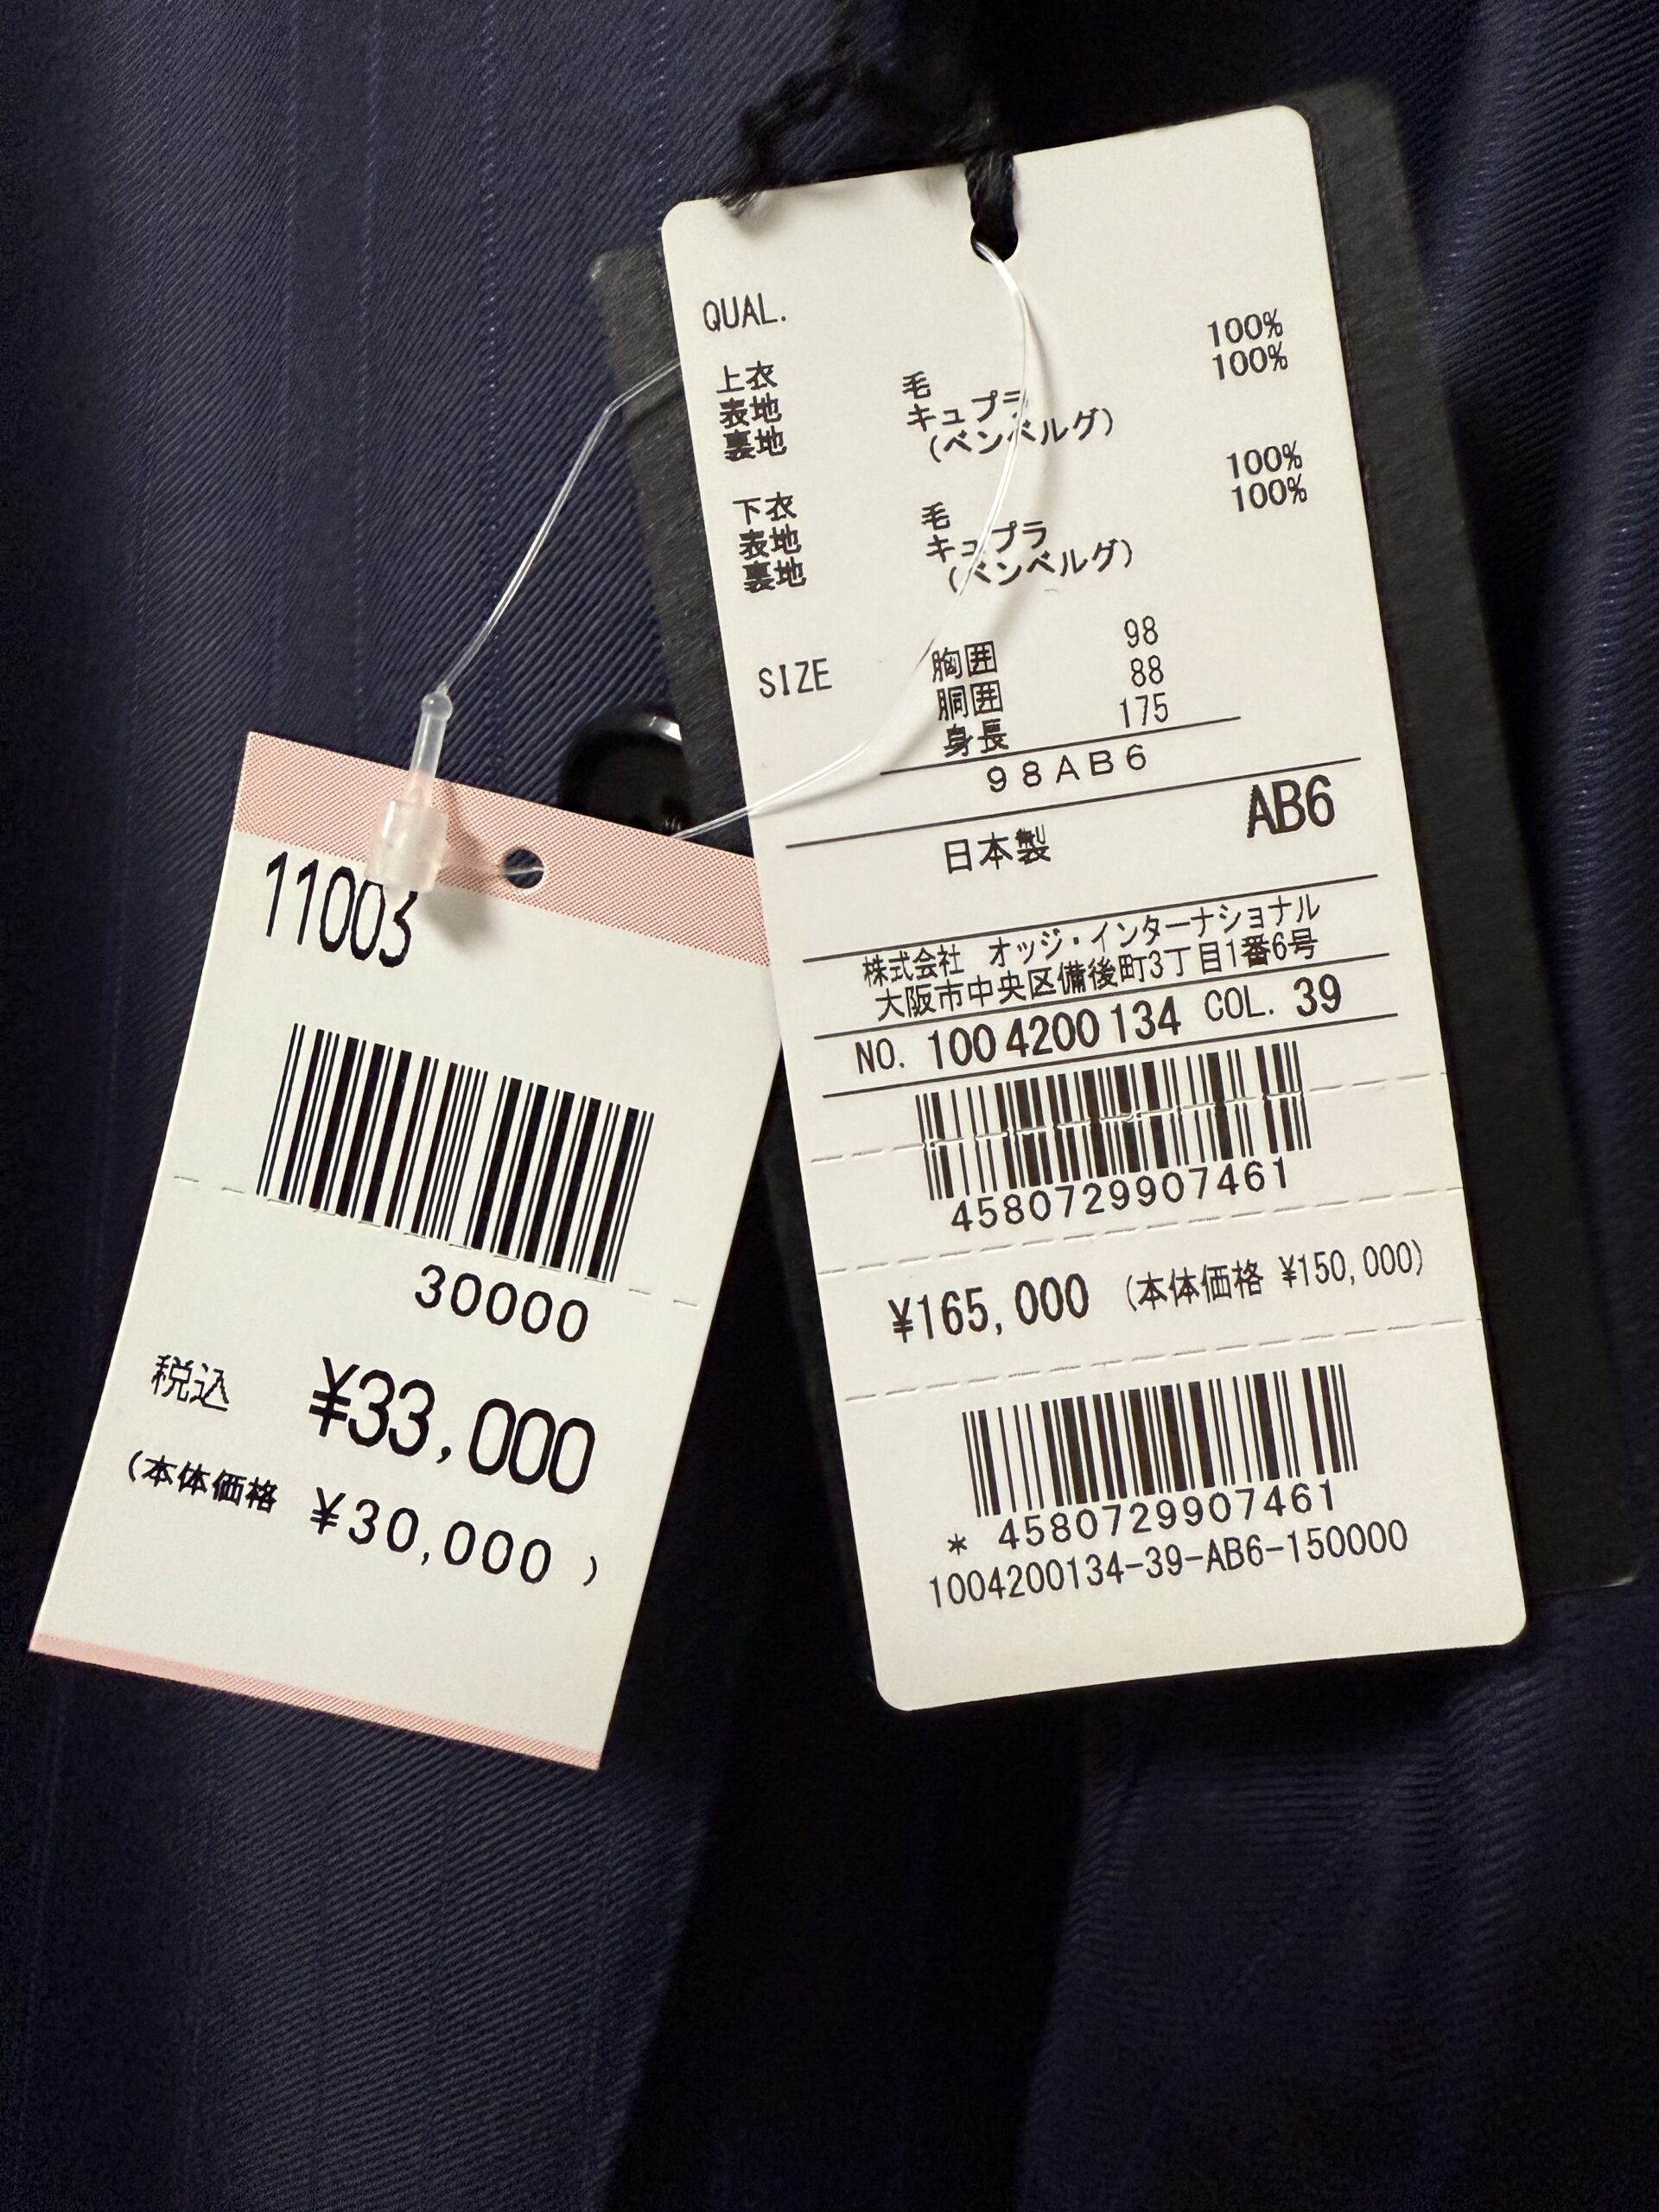 QUAL.
100%
上衣 毛 100%
表地 キュプラ
裏地 (ベンベルグ)
100%
下衣 毛 100%
表地 キュプラ
裏地 (ベンベルグ)
SIZE 胸囲 98
胴囲 88
身長 175
98AB6
AB6
日本製
株式会社 オッジ・インターナショナル
大阪市中央区備後町3丁目1番6号
NO. 1004200134 COL. 39
4580729907461
¥165,000 (本体価格 ¥150,000)
* 4580729907461
1004200134-39-AB6-150000
11003
30000
税込 ¥33,000
(本体価格 ¥30,000 )